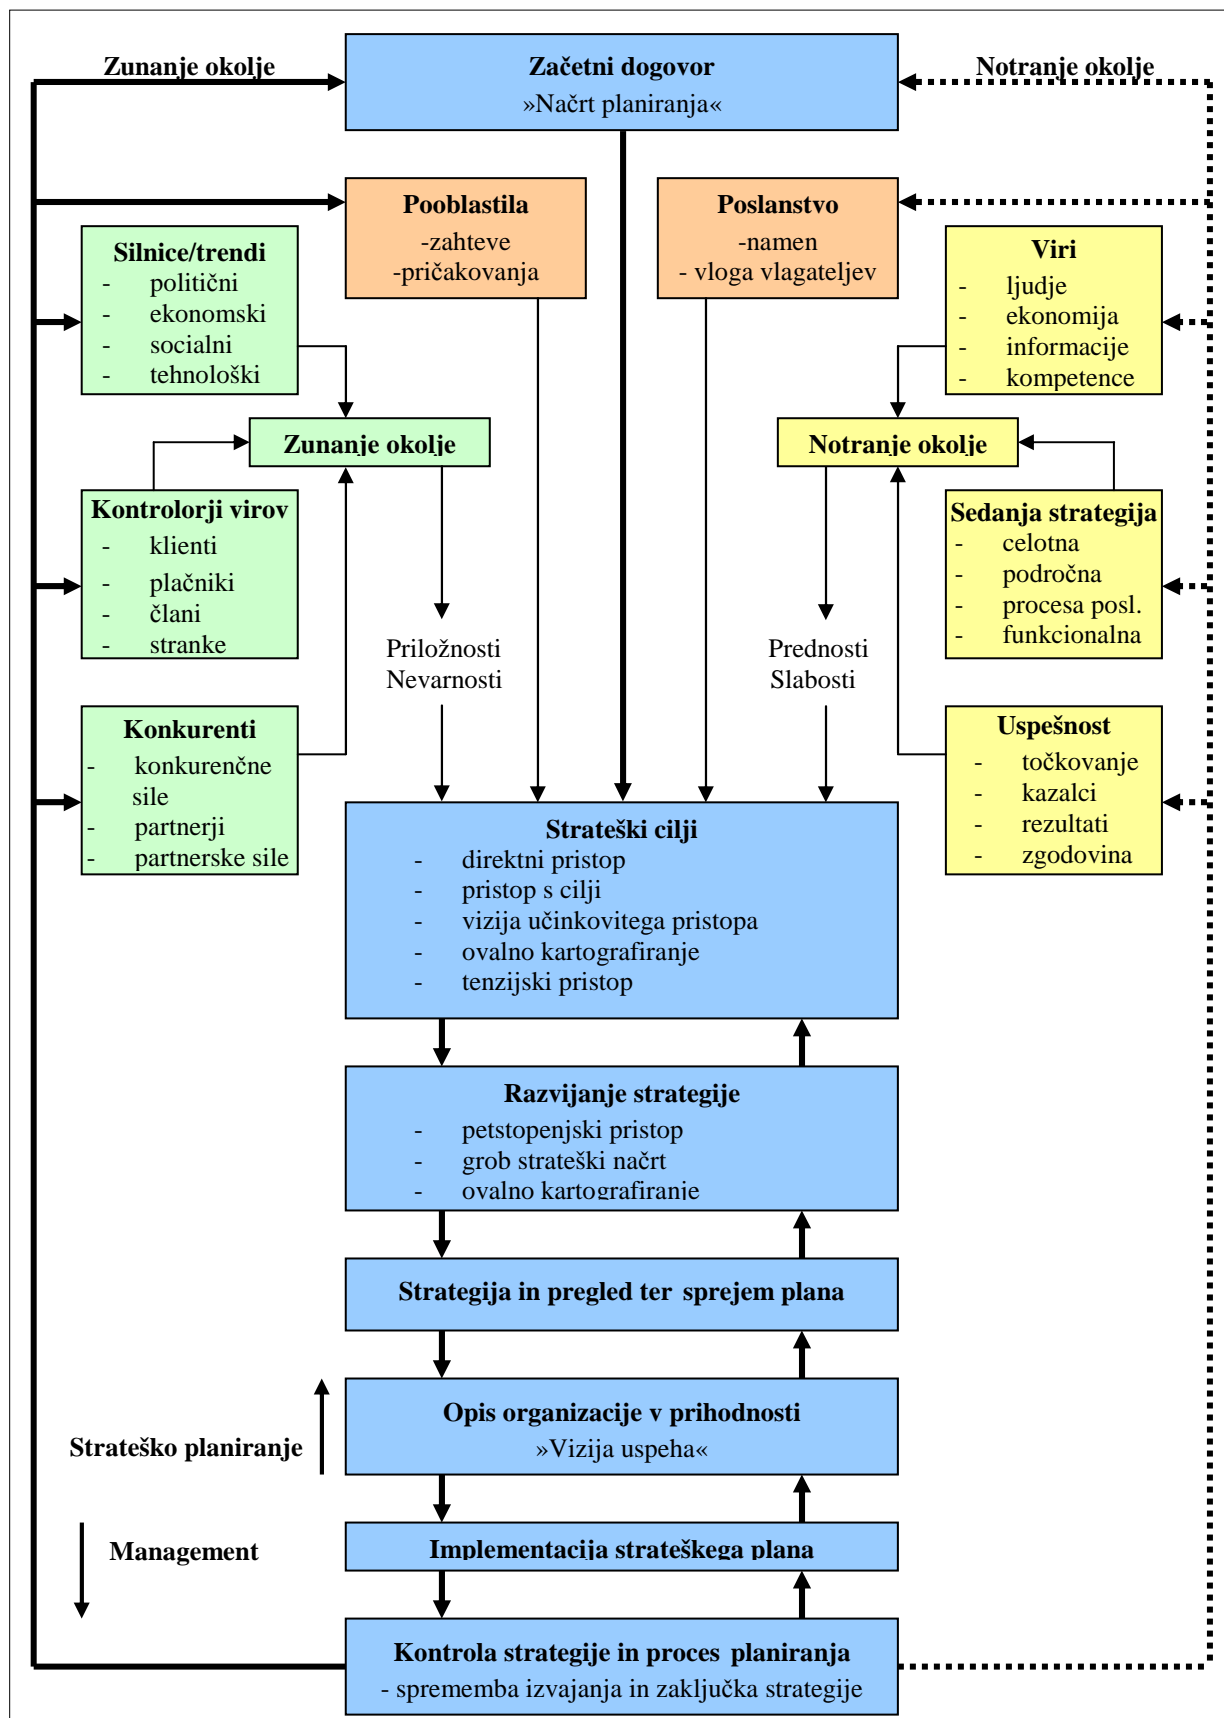 Zunanje okolje
Začetni dogovor
»Načrt planiranja«
Notranje okolje
Pooblastila
-zahteve
-pričakovanja
Poslanstvo
-namen
- vloga vlagateljev
Silnice/trendi
- politični
- ekonomski
- socialni
- tehnološki
Viri
- ljudje
- ekonomija
- informacije
- kompetence
Zunanje okolje
Notranje okolje
Kontrolorji virov
- klienti
- plačniki
- člani
- stranke
Sedanja strategija
- celotna
- področna
- procesa posl.
- funkcionalna
Priložnosti
Nevarnosti
Prednosti
Slabosti
Konkurenti
- konkurenčne
sile
- partnerji
- partnerske sile
Uspešnost
- točkovanje
- kazalci
- rezultati
- zgodovina
Strateški cilji
- direktni pristop
- pristop s cilji
- vizija učinkovitega pristopa
- ovalno kartografiranje
- tenzijski pristop
Razvijanje strategije
- petstopenjski pristop
- grob strateški načrt
- ovalno kartografiranje
Strategija in pregled ter sprejem plana
Opis organizacije v prihodnosti
»Vizija uspeha«
Strateško planiranje
Management
Implementacija strateškega plana
Kontrola strategije in proces planiranja
- sprememba izvajanja in zaključka strategije